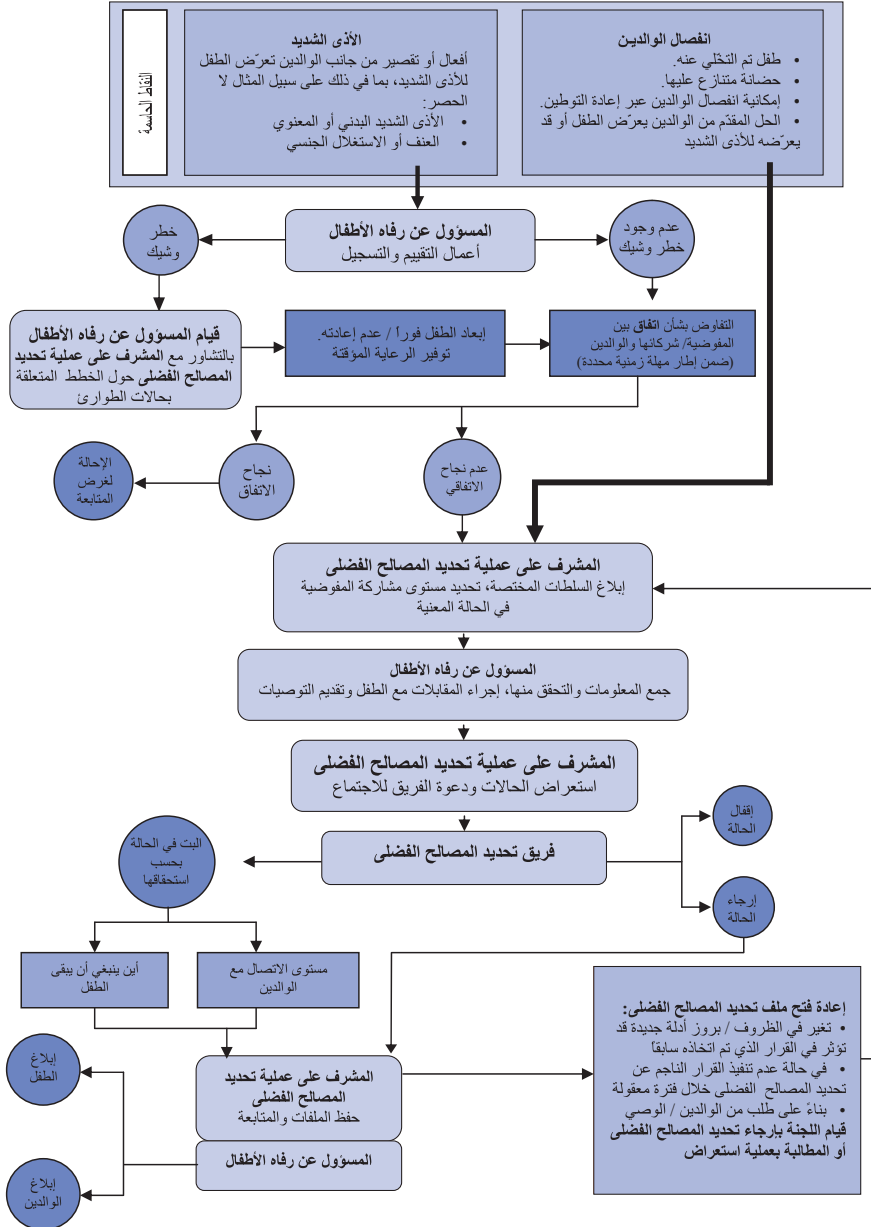 النقاط الحاسمة
انفصال الوالدين
• طفل تم التخّلي عنه.
• حضانة متنازع عليها.
• إمكانية انفصال الوالدين عبر إعادة التوطين.
• الحل المقدّم من الوالدين يعرّض الطفل أو قد
يعرّضه للأذى الشديد
الأذى الشديد
أفعال أو تقصير من جانب الوالدين تعرّض الطفل
للأذى الشديد، بما في ذلك على سبيل المثال لا
الحصر:
• الأذى الشديد البدني أو المعنوي
• العنف أو الاستغلال الجنسي
عدم وجود
خطر وشيك
المسؤول عن رفاه الأطفال
أعمال التقييم والتسجيل
خطر
وشيك
التفاوض بشأن اتفاق بين
المفوضية/ شركائها والوالدين
(ضمن إطار مهلة زمنية محددة)
إبعاد الطفل فوراً / عدم إعادته.
توفير الرعاية المؤقتة
قيام المسؤول عن رفاه الأطفال
بالتشاور مع المشرف على عملية تحديد
المصالح الفضلى حول الخطط المتعلقة
بحالات الطوارئ
عدم نجاح
الاتفاقي
نجاح
الاتفاق
الإحالة
لغرض
المتابعة
المشرف على عملية تحديد المصالح الفضلى
إبلاغ السلطات المختصة، تحديد مستوى مشاركة المفوضية
في الحالة المعنية
المسؤول عن رفاه الأطفال
جمع المعلومات والتحقق منها، إجراء المقابلات مع الطفل وتقديم التوصيات
المشرف على عملية تحديد المصالح الفضلى
استعراض الحالات ودعوة الفريق للاجتماع
إقفال
الحالة
فريق تحديد المصالح الفضلى
البت في الحالة
بحسب
استحقاقها
إرجاء
الحالة
مستوى الاتصال مع
الوالدين
أين ينبغي أن يبقى
الطفل
إعادة فتح ملف تحديد المصالح الفضلى:
• تغير في الظروف / بروز أدلة جديدة قد
تؤثر في القرار الذي تم اتخاذه سابقاً
• في حالة عدم تنفيذ القرار الناجم عن
تحديد المصالح الفضلى خلال فترة معقولة
• بناءً على طلب من الوالدين / الوصي
قيام اللجنة بإرجاء تحديد المصالح الفضلى
أو المطالبة بعملية استعراض
المشرف على عملية تحديد
المصالح الفضلى
حفظ الملفات والمتابعة
المسؤول عن رفاه الأطفال
إبلاغ
الطفل
إبلاغ
الوالدين